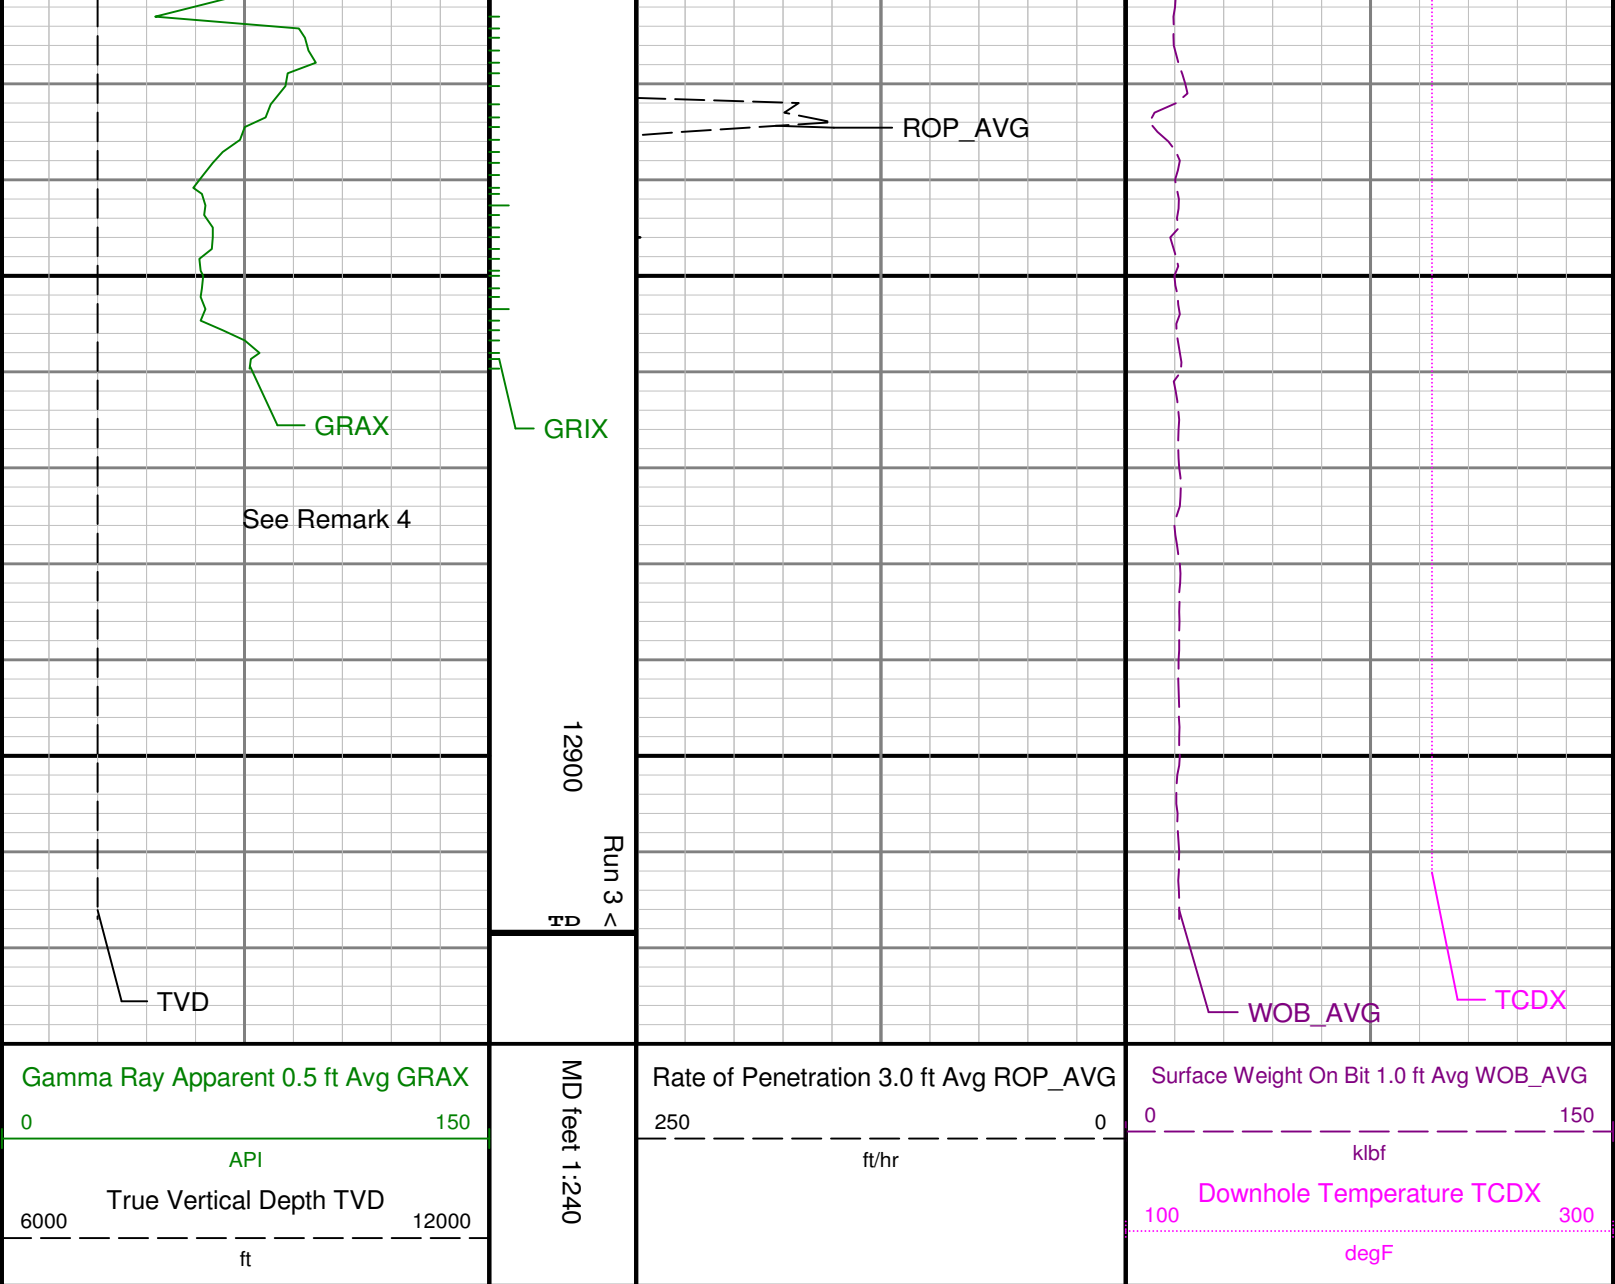 ROP_AVG
GRAX
GRIX
See Remark 4
12900
Run 3 <
TD
TVD
WOB_AVG
TCDX
Gamma Ray Apparent 0.5 ft Avg GRAX
0 150
API
True Vertical Depth TVD
6000 12000
ft
MD feet 1:240
Rate of Penetration 3.0 ft Avg ROP_AVG
250 0
ft/hr
Surface Weight On Bit 1.0 ft Avg WOB_AVG
0 150
klbf
Downhole Temperature TCDX
100 300
degF